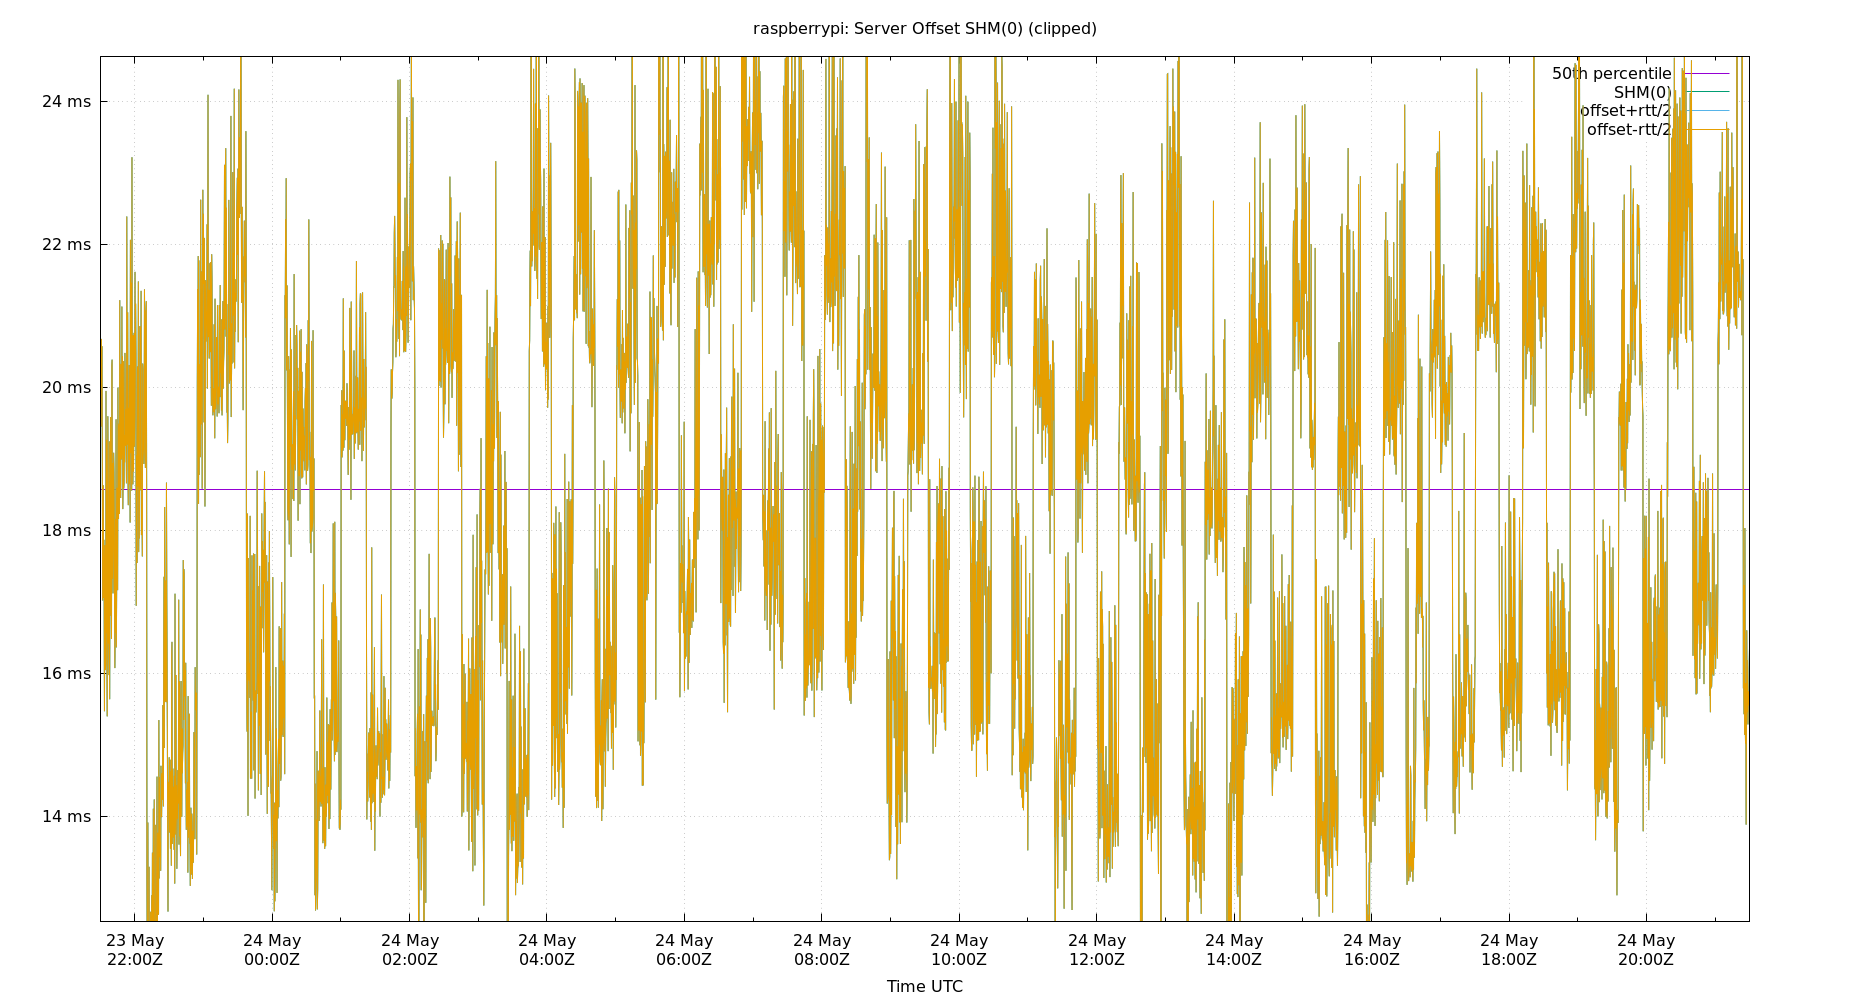 raspberrypi: Server Offset SHM(0) (clipped)
50th percentile
SHM(0)
offset+rtt/2
offset-rtt/2
24 ms
22 ms
20 ms
18 ms
16 ms
14 ms
23 May 24 May 24 May 24 May 24 May 24 May 24 May 24 May 24 May 24 May 24 May 24 May
22:00Z 00:00Z 02:00Z 04:00Z 06:00Z 08:00Z 10:00Z 12:00Z 14:00Z 16:00Z 18:00Z 20:00Z
Time UTC